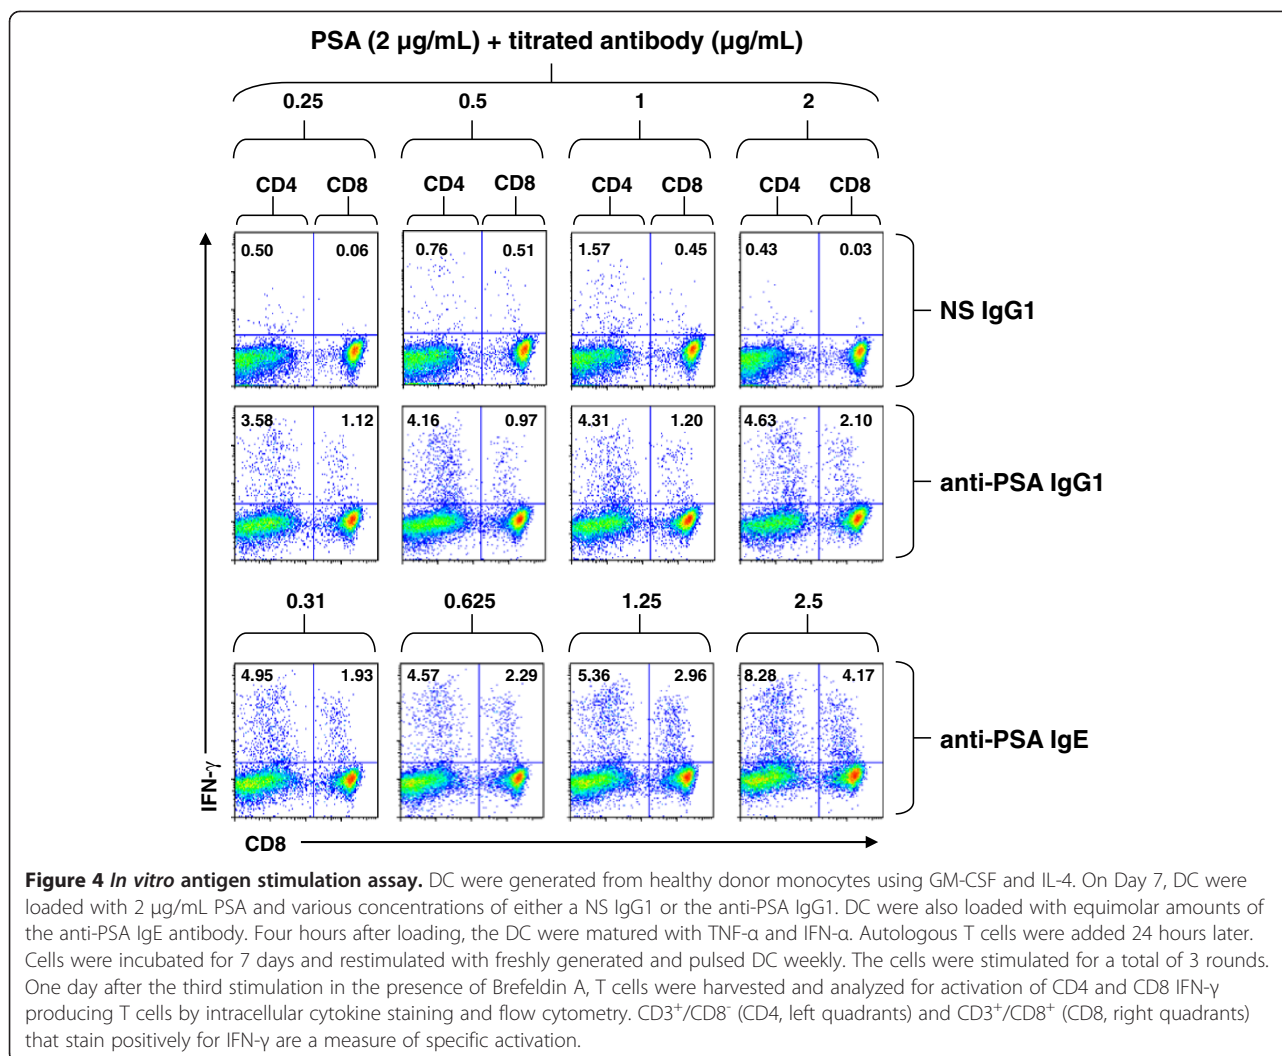 PSA (2 µg/mL) + titrated antibody (µg/mL)
0.25 0.5 1 2
CD4 CD8 CD4 CD8 CD4 CD8 CD4 CD8
0.50 0.06 0.76 0.51 1.57 0.45 0.43 0.03
NS IgG1
3.58 1.12 4.16 0.97 4.31 1.20 4.63 2.10
anti-PSA IgG1
0.31 0.625 1.25 2.5
4.95 1.93 4.57 2.29 5.36 2.96 8.28 4.17
anti-PSA IgE
IFN-γ
CD8
Figure 4 In vitro antigen stimulation assay. DC were generated from healthy donor monocytes using GM-CSF and IL-4. On Day 7, DC were
loaded with 2 µg/mL PSA and various concentrations of either a NS IgG1 or the anti-PSA IgG1. DC were also loaded with equimolar amounts of
the anti-PSA IgE antibody. Four hours after loading, the DC were matured with TNF-α and IFN-α. Autologous T cells were added 24 hours later.
Cells were incubated for 7 days and restimulated with freshly generated and pulsed DC weekly. The cells were stimulated for a total of 3 rounds.
One day after the third stimulation in the presence of Brefeldin A, T cells were harvested and analyzed for activation of CD4 and CD8 IFN-γ
producing T cells by intracellular cytokine staining and flow cytometry. CD3⁺/CD8⁻ (CD4, left quadrants) and CD3⁺/CD8⁺ (CD8, right quadrants)
that stain positively for IFN-γ are a measure of specific activation.